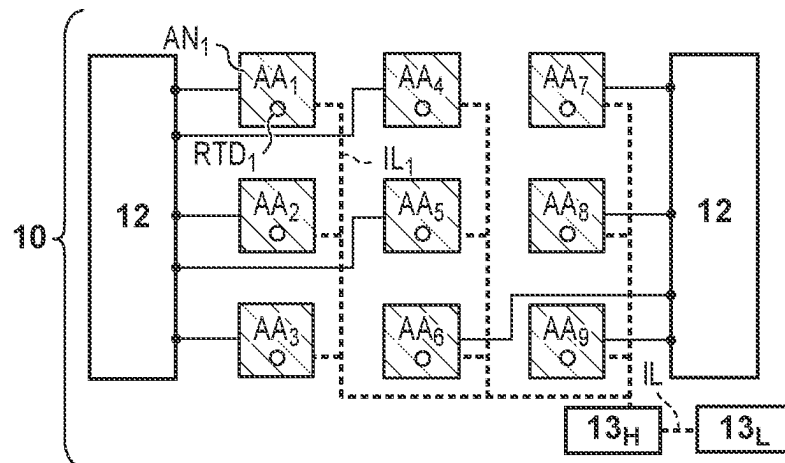 AN₁
AA₁ AA₄ AA₇
RTD₁ IL₁
10 12 AA₂ AA₅ AA₈ 12
AA₃ AA₆ AA₉
IL
13H 13L